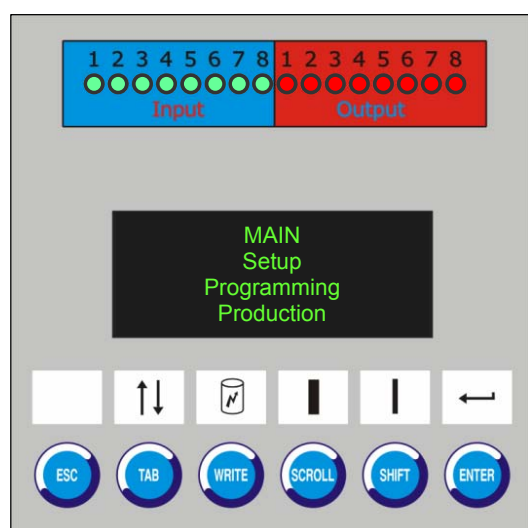 1 2 3 4 5 6 7 8 1 2 3 4 5 6 7 8
Input Output
MAIN
Setup
Programming
Production
ESC TAB WRITE SCROLL SHIFT ENTER